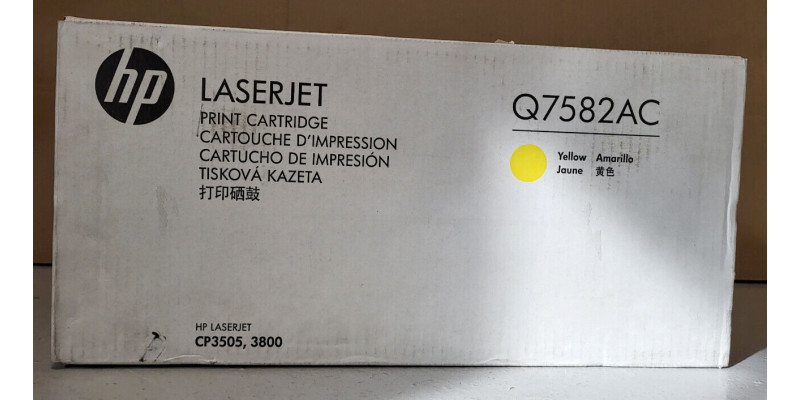 hp
LASERJET
PRINT CARTRIDGE
CARTOUCHE D'IMPRESSION
CARTUCHO DE IMPRESIÓN
TISKOVÁ KAZETA
打印硒鼓
Q7582AC
Yellow Amarillo
Jaune 黄色
HP LASERJET
CP3505, 3800